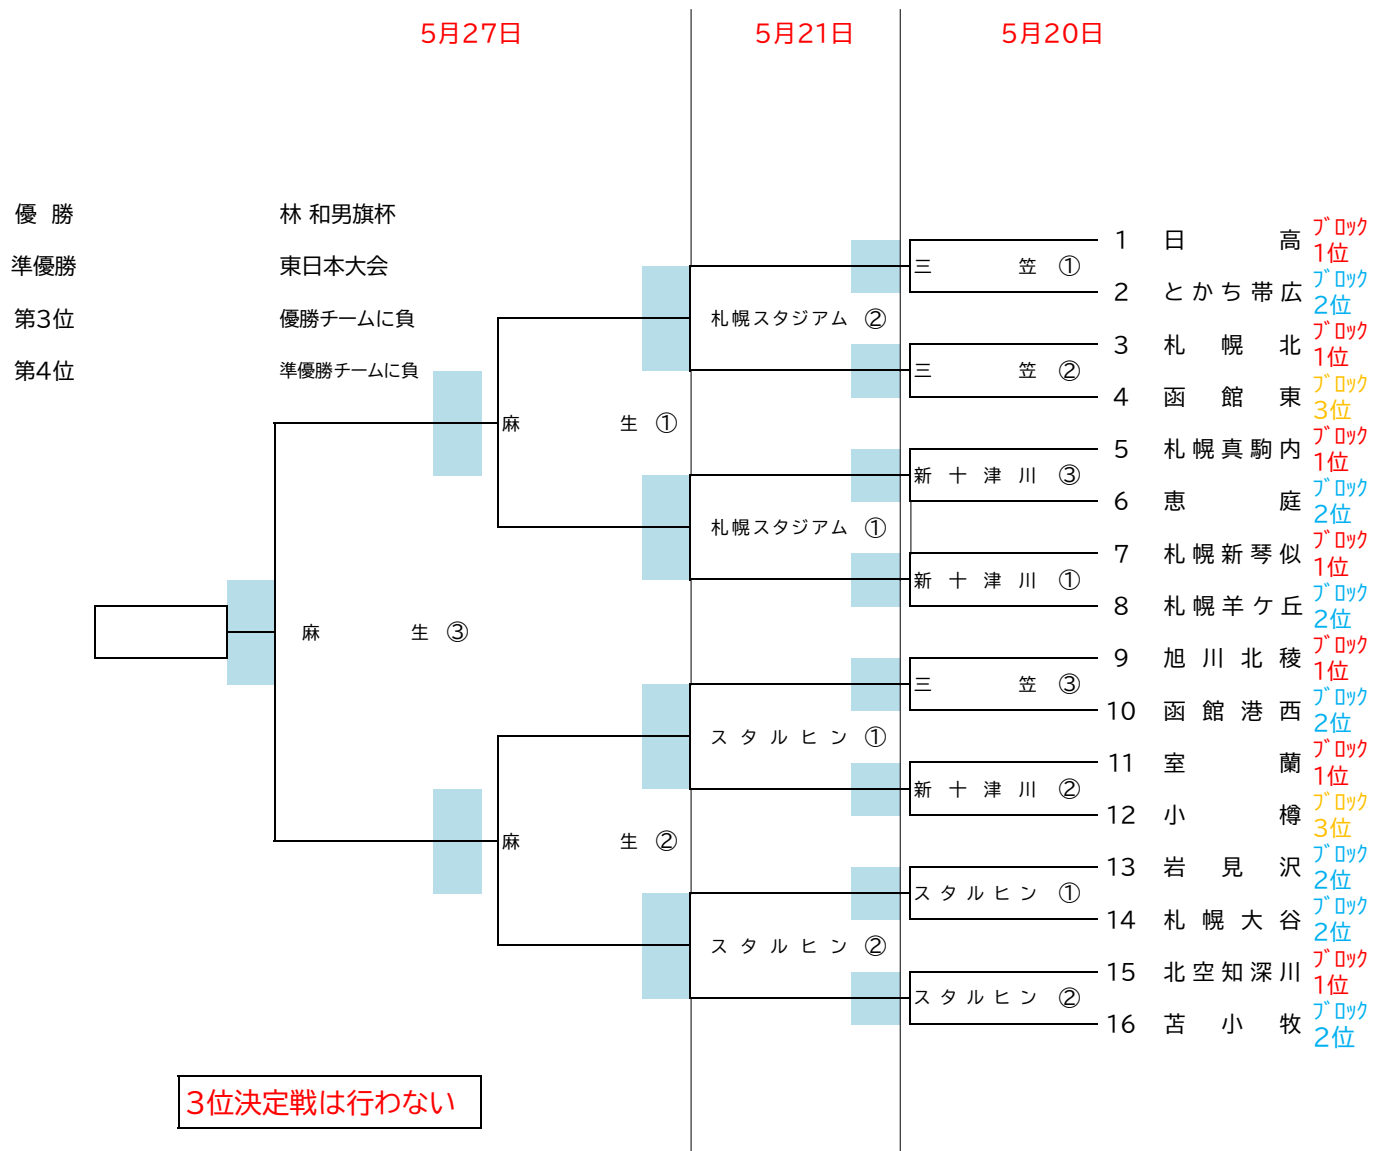 5月27日 5月21日 5月20日
優 勝 林 和男旗杯
準優勝 東日本大会
第3位 優勝チームに負
第4位 準優勝チームに負
1 日高 ブロック1位
三笠 ①
2 とかち帯広 ブロック2位
札幌スタジアム ②
3 札幌北 ブロック1位
三笠 ②
4 函館東 ブロック3位
麻生 ①
5 札幌真駒内 ブロック1位
新十津川 ③
6 恵庭 ブロック2位
札幌スタジアム ①
7 札幌新琴似 ブロック1位
新十津川 ①
8 札幌羊ケ丘 ブロック2位
麻生 ③
9 旭川北稜 ブロック1位
三笠 ③
10 函館港西 ブロック2位
スタルヒン ①
11 室蘭 ブロック1位
新十津川 ②
12 小樽 ブロック3位
麻生 ②
13 岩見沢 ブロック2位
スタルヒン ①
14 札幌大谷 ブロック2位
スタルヒン ②
15 北空知深川 ブロック1位
スタルヒン ②
16 苫小牧 ブロック2位
3位決定戦は行わない